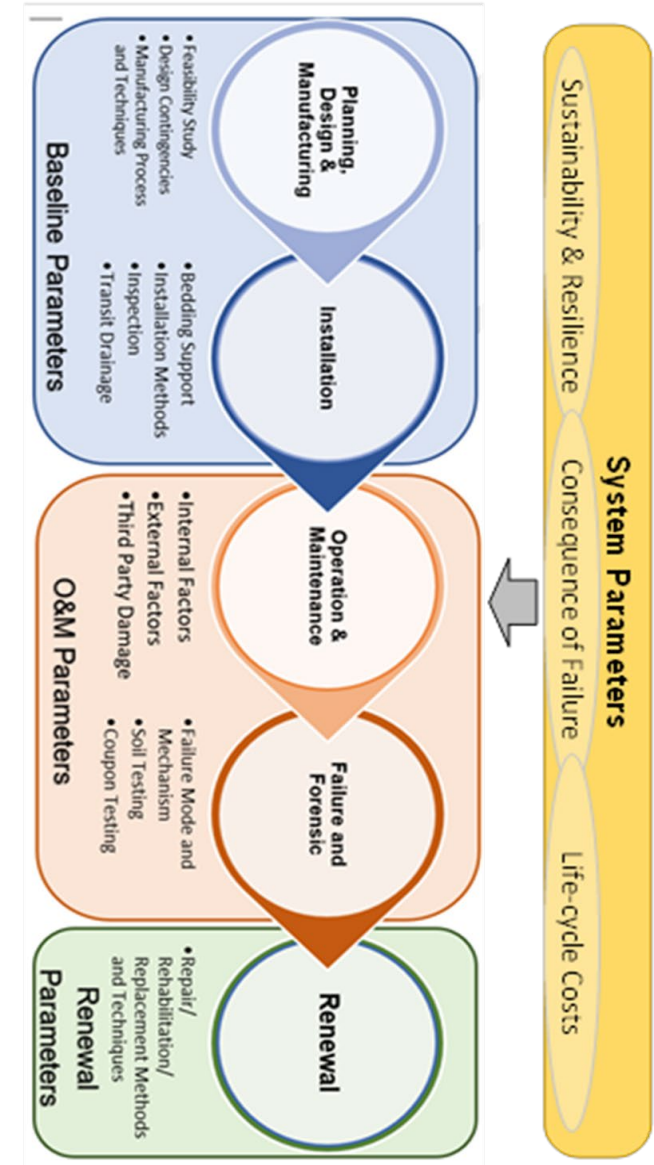 System Parameters
Sustainability & Resilience
Consequence of Failure
Life-cycle Costs
Planning,
Design &
Manufacturing
Installation
Operation &
Maintenance
Failure and
Forensic
Renewal
• Feasibility Study
• Design Contingencies
• Manufacturing Process
and Techniques
• Bedding Support
• Installation Methods
• Inspection
• Transit Drainage
Baseline Parameters
• Internal Factors
• External Factors
• Third Party Damage
• Failure Mode and
Mechanism
• Soil Testing
• Coupon Testing
O&M Parameters
• Repair/
Rehabilitation/
Replacement Methods
and Techniques
Renewal
Parameters